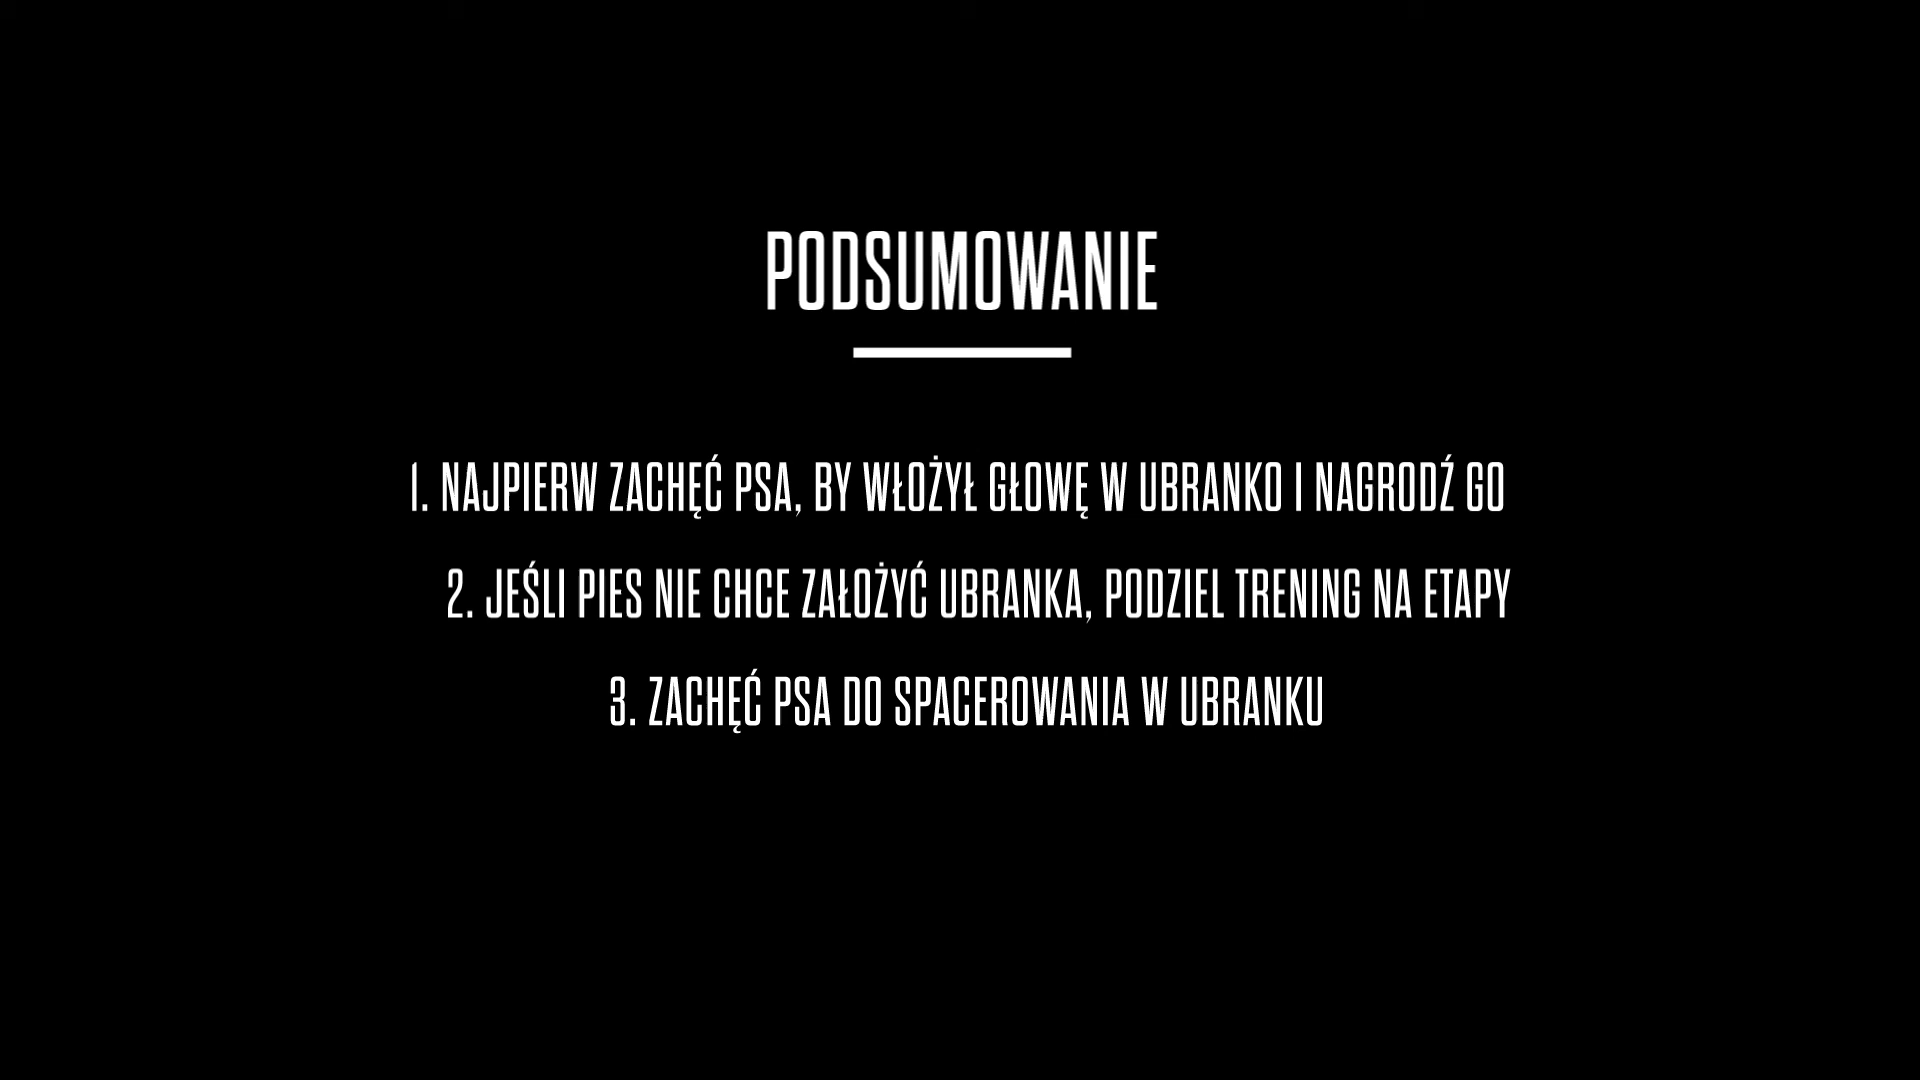 PODSUMOWANIE
1. NAJPIERW ZACHĘĆ PSA, BY WŁOŻYŁ GŁOWĘ W UBRANKO I NAGRODŹ GO
2. JEŚLI PIES NIE CHCE ZAŁOŻYĆ UBRANKA, PODZIEL TRENING NA ETAPY
3. ZACHĘĆ PSA DO SPACEROWANIA W UBRANKU